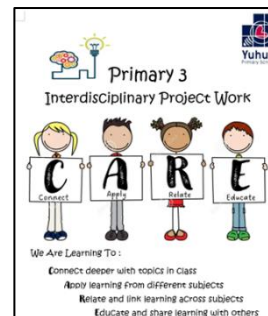 Yuhu
Primary 3
Interdisciplinary Project Work
C A R E
Connect Apply Relate Educate
We Are Learning To :
Connect deeper with topics in class
Apply learning from different subjects
Relate and link learning across subjects
Educate and share learning with others